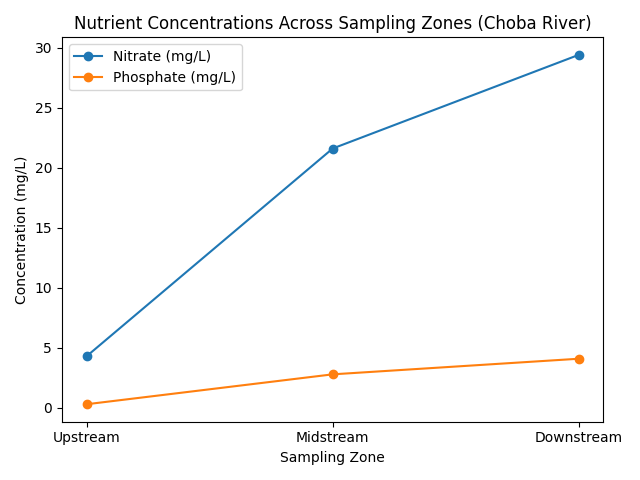 Nutrient Concentrations Across Sampling Zones (Choba River)
Nitrate (mg/L)
Phosphate (mg/L)
Concentration (mg/L)
30
25
20
15
10
5
0
Upstream
Midstream
Downstream
Sampling Zone